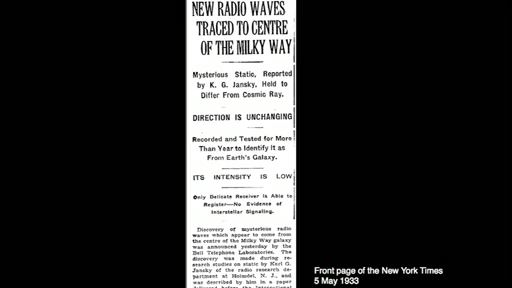 NEW RADIO WAVES
TRACED TO CENTRE
OF THE MILKY WAY
Mysterious Static, Reported
by K. G. Jansky, Held to
Differ From Cosmic Ray.
DIRECTION IS UNCHANGING
Recorded and Tested for More
Than Year to Identify It as
From Earth's Galaxy.
ITS INTENSITY IS LOW
Only Delicate Receiver is Able to
Register—No Evidence of
Interstellar Signaling.
Discovery of mysterious radio
waves which appear to come from
the centre of the Milky Way galaxy
was announced yesterday by the
Bell Telephone Laboratories. The
discovery was made during re-
search studies on static by Karl G.
Jansky of the radio research de-
partment at Holmdel, N. J., and
was described by him in a paper
delivered before the International
Front page of the New York Times
5 May 1933